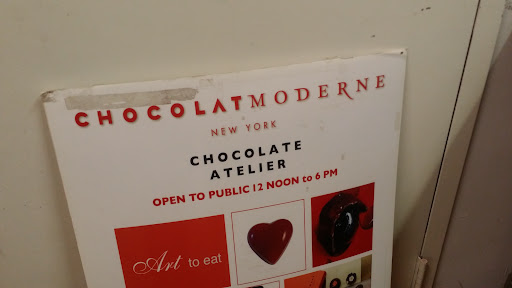 CHOCOLATMODERNE
NEW YORK
CHOCOLATE
ATELIER
OPEN TO PUBLIC 12 NOON to 6 PM
Art to eat